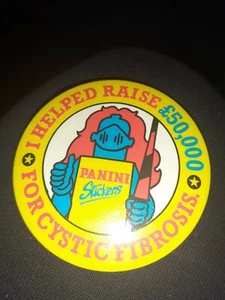 I HELPED RAISE £50,000
FOR CYSTIC FIBROSIS.
PANINI
Stickers